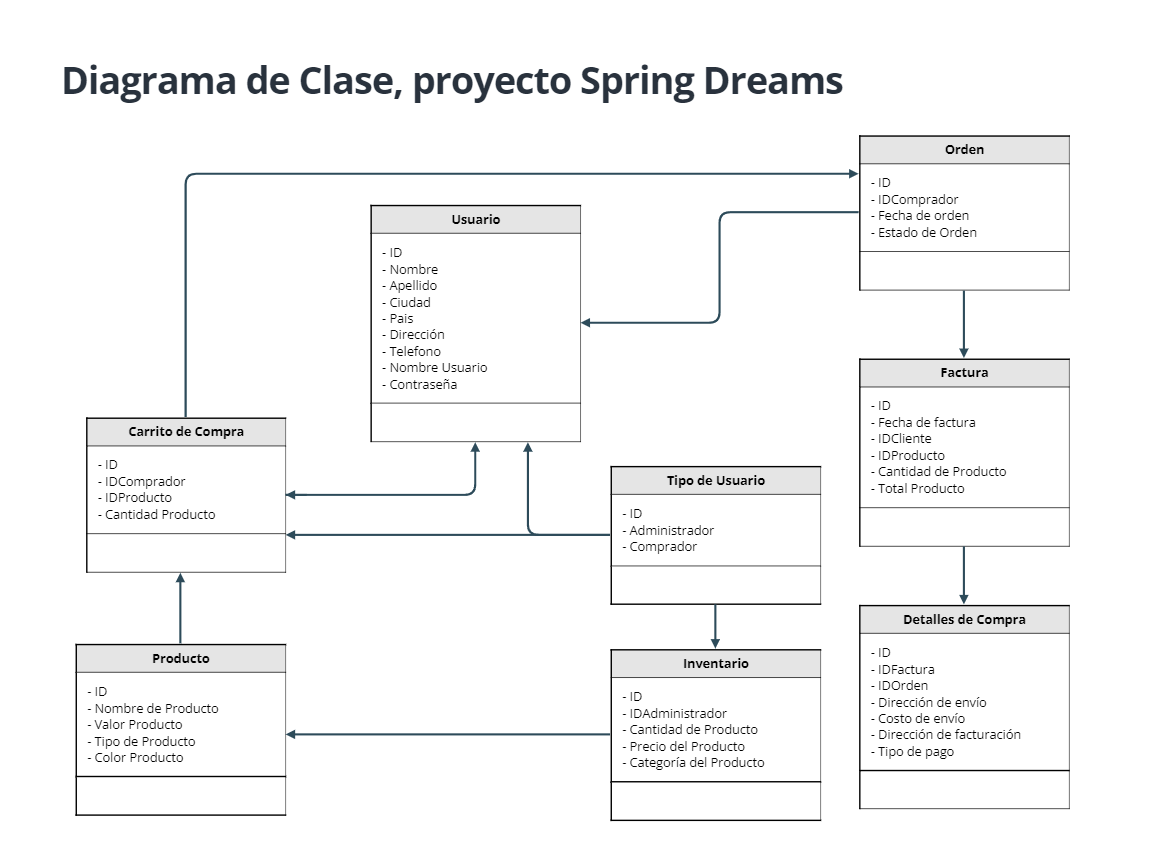 Diagrama de Clase, proyecto Spring Dreams
Orden
- ID
- IDComprador
- Fecha de orden
- Estado de Orden
Usuario
- ID
- Nombre
- Apellido
- Ciudad
- Pais
- Dirección
- Telefono
- Nombre Usuario
- Contraseña
Factura
- ID
- Fecha de factura
- IDCliente
- IDProducto
- Cantidad de Producto
- Total Producto
Carrito de Compra
- ID
- IDComprador
- IDProducto
- Cantidad Producto
Tipo de Usuario
- ID
- Administrador
- Comprador
Detalles de Compra
- ID
- IDFactura
- IDOrden
- Dirección de envío
- Costo de envío
- Dirección de facturación
- Tipo de pago
Producto
- ID
- Nombre de Producto
- Valor Producto
- Tipo de Producto
- Color Producto
Inventario
- ID
- IDAdministrador
- Cantidad de Producto
- Precio del Producto
- Categoría del Producto